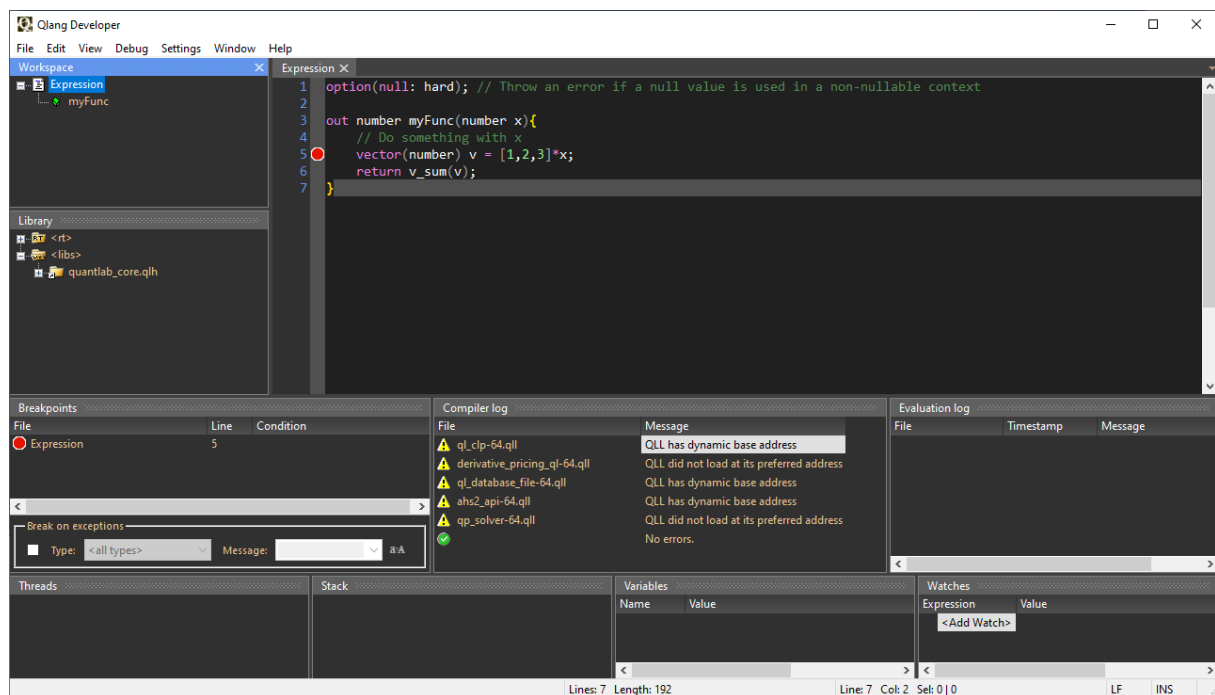 Qlang Developer
File Edit View Debug Settings Window Help
Workspace
Expression
myFunc
Library
<rt>
<libs>
quantlab_core.qlh
Expression
1 option(null: hard); // Throw an error if a null value is used in a non-nullable context
2
3 out number myFunc(number x){
4 // Do something with x
5 vector(number) v = [1,2,3]*x;
6 return v_sum(v);
7 }
Breakpoints
File Line Condition
Expression 5
Break on exceptions
Type: <all types> Message: a·A
Compiler log
File Message
ql_clp-64.qll QLL has dynamic base address
derivative_pricing_ql-64.qll QLL did not load at its preferred address
ql_database_file-64.qll QLL has dynamic base address
ahs2_api-64.qll QLL has dynamic base address
qp_solver-64.qll QLL did not load at its preferred address
No errors.
Evaluation log
File Timestamp Message
Threads
Stack
Variables
Name Value
Watches
Expression Value
<Add Watch>
Lines: 7 Length: 192 Line: 7 Col: 2 Sel: 0 | 0 LF INS